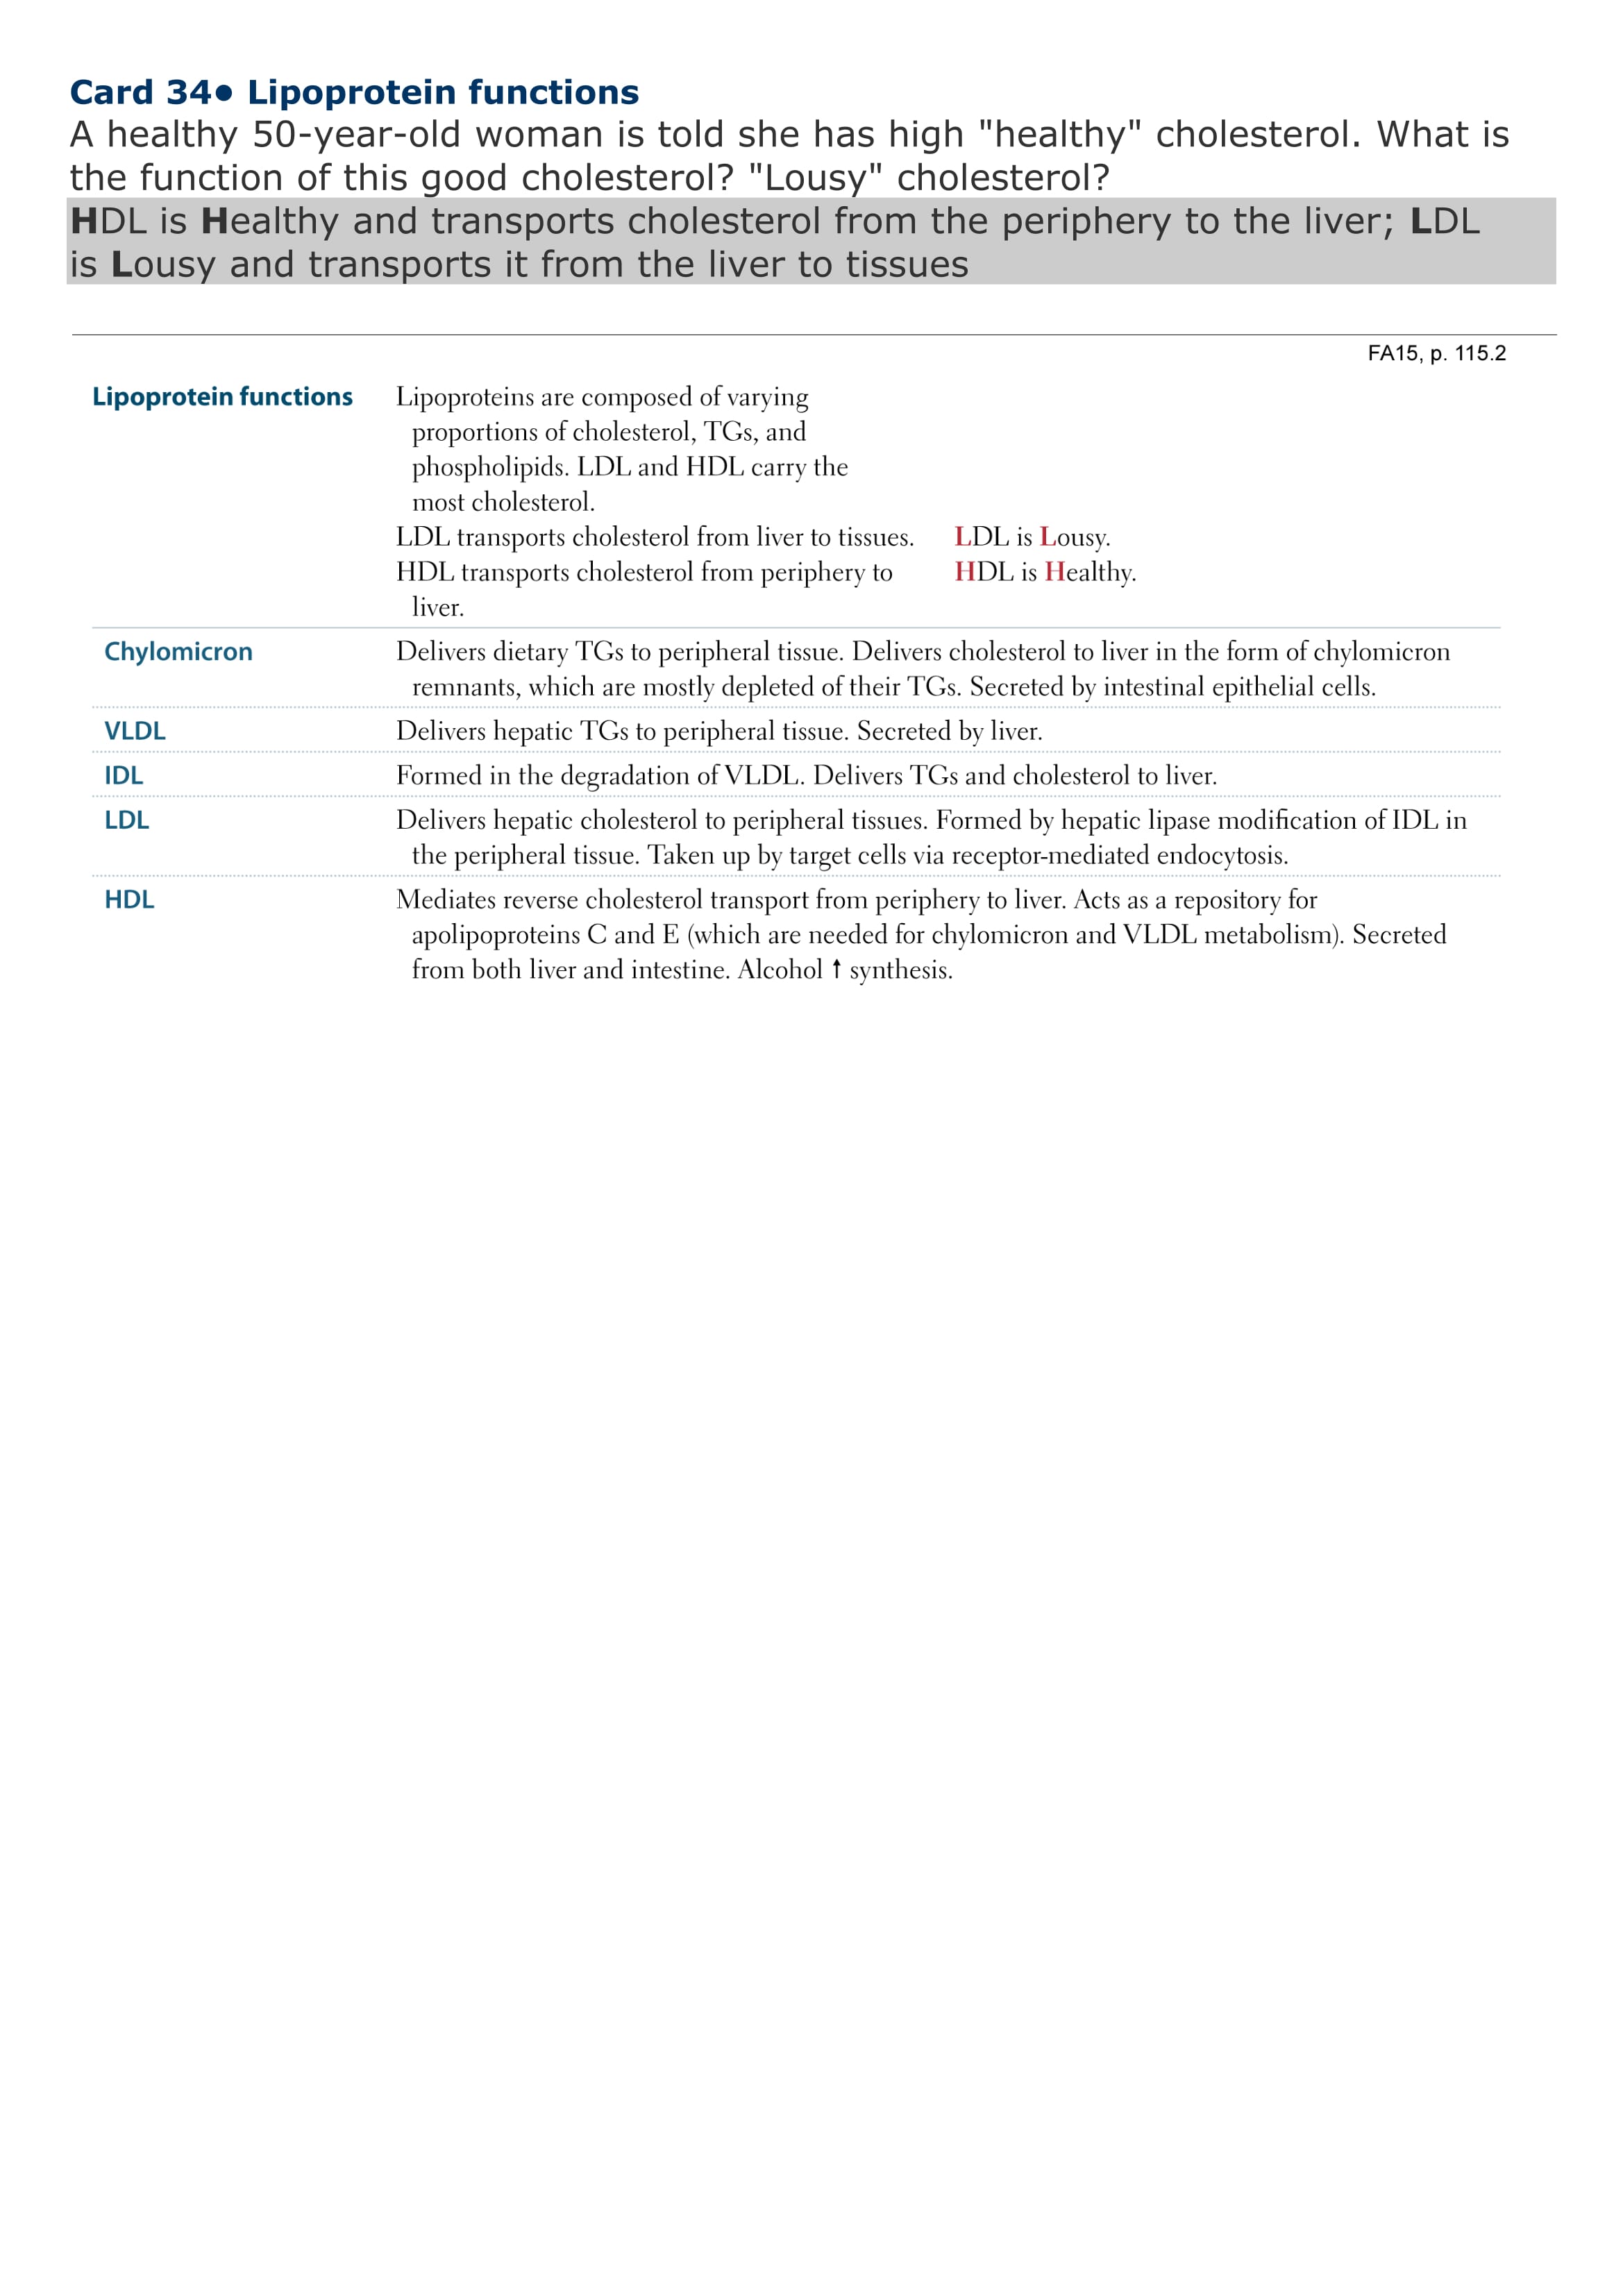 Card 34• Lipoprotein functions
A healthy 50-year-old woman is told she has high "healthy" cholesterol. What is
the function of this good cholesterol? "Lousy" cholesterol?
HDL is Healthy and transports cholesterol from the periphery to the liver; LDL
is Lousy and transports it from the liver to tissues
FA15, p. 115.2
Lipoprotein functions
Lipoproteins are composed of varying
proportions of cholesterol, TGs, and
phospholipids. LDL and HDL carry the
most cholesterol.
LDL transports cholesterol from liver to tissues.
LDL is Lousy.
HDL transports cholesterol from periphery to
liver.
HDL is Healthy.
Chylomicron
Delivers dietary TGs to peripheral tissue. Delivers cholesterol to liver in the form of chylomicron
remnants, which are mostly depleted of their TGs. Secreted by intestinal epithelial cells.
VLDL
Delivers hepatic TGs to peripheral tissue. Secreted by liver.
IDL
Formed in the degradation of VLDL. Delivers TGs and cholesterol to liver.
LDL
Delivers hepatic cholesterol to peripheral tissues. Formed by hepatic lipase modification of IDL in
the peripheral tissue. Taken up by target cells via receptor-mediated endocytosis.
HDL
Mediates reverse cholesterol transport from periphery to liver. Acts as a repository for
apolipoproteins C and E (which are needed for chylomicron and VLDL metabolism). Secreted
from both liver and intestine. Alcohol ↑ synthesis.